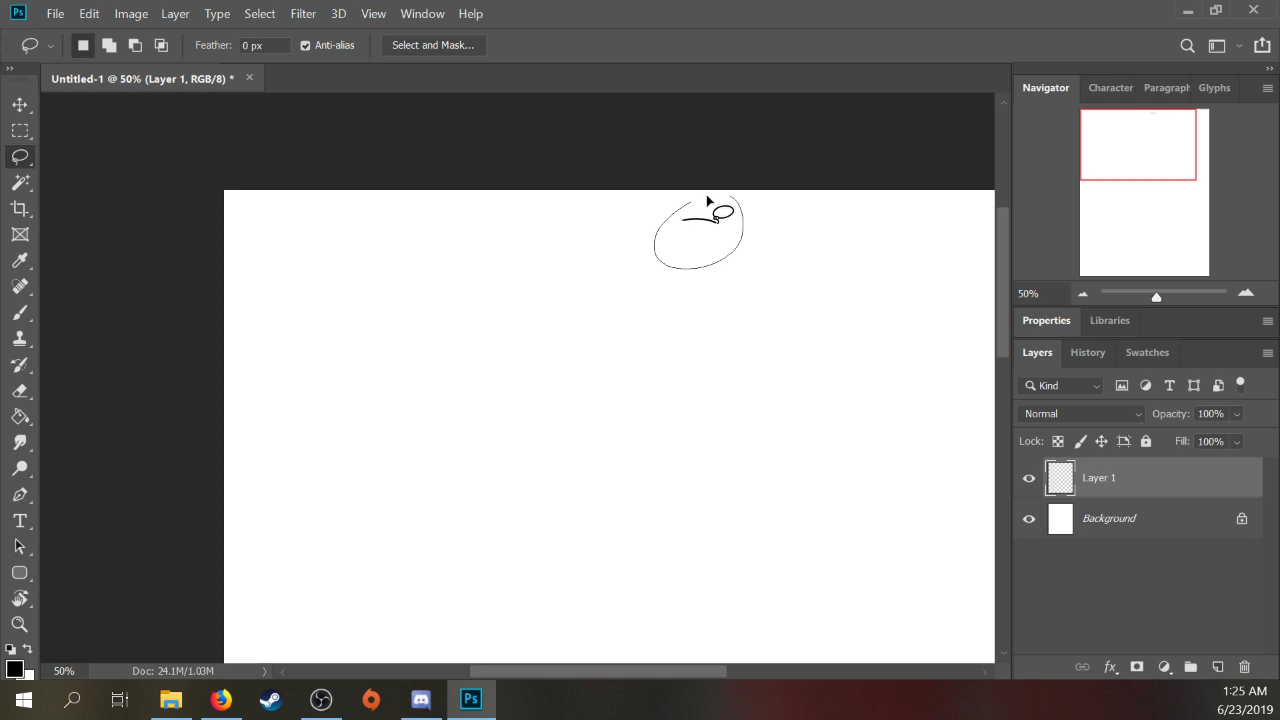 Ps File Edit Image Layer Type Select Filter 3D View Window Help
Feather: 0 px Anti-alias Select and Mask...
Untitled-1 @ 50% (Layer 1, RGB/8) *
Navigator Character Paragraph Glyphs
50%
Properties Libraries
Layers History Swatches
Kind
Normal Opacity: 100%
Lock: Fill: 100%
Layer 1
Background
fx
50% Doc: 24.1M/1.03M
Ps
1:25 AM
6/23/2019